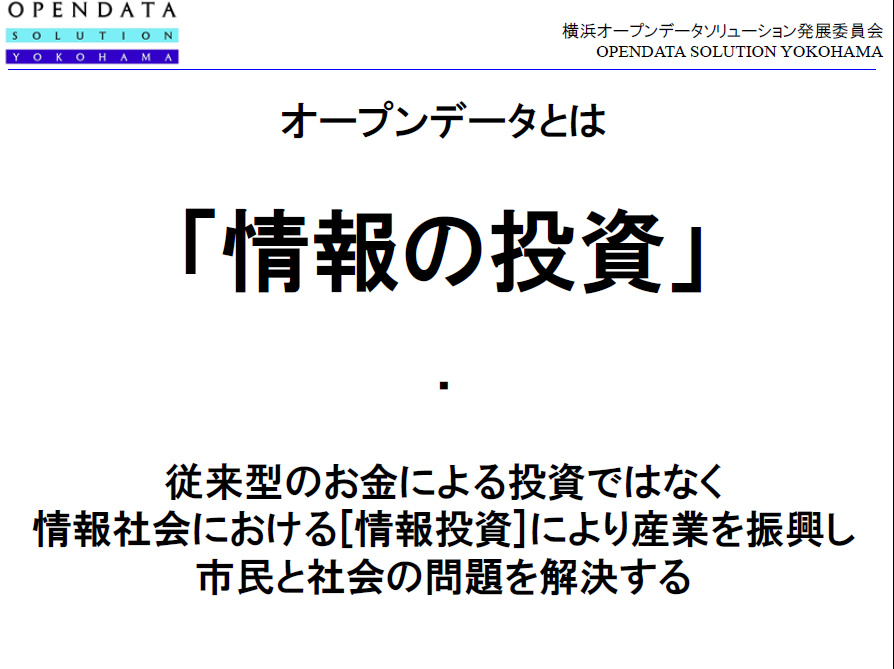 OPENDATA
SOLUTION
YOKOHAMA
横浜オープンデータソリューション発展委員会
OPENDATA SOLUTION YOKOHAMA
オープンデータとは
「情報の投資」
.
従来型のお金による投資ではなく
情報社会における[情報投資]により産業を振興し
市民と社会の問題を解決する